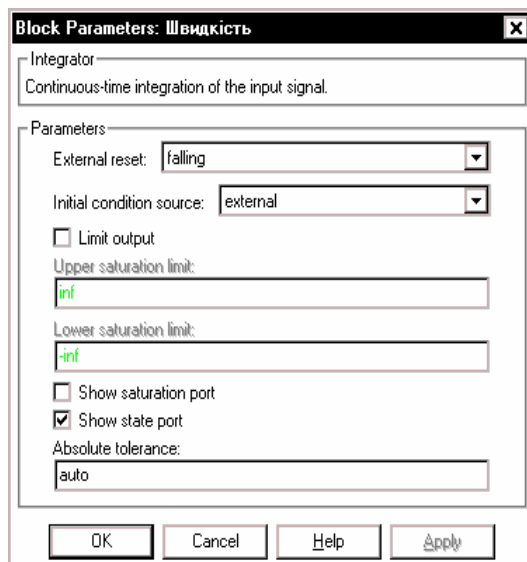 Block Parameters: Швидкість
Integrator
Continuous-time integration of the input signal.
Parameters
External reset: falling
Initial condition source: external
Limit output
Upper saturation limit:
inf
Lower saturation limit:
-inf
Show saturation port
Show state port
Absolute tolerance:
auto
OK Cancel Help Apply